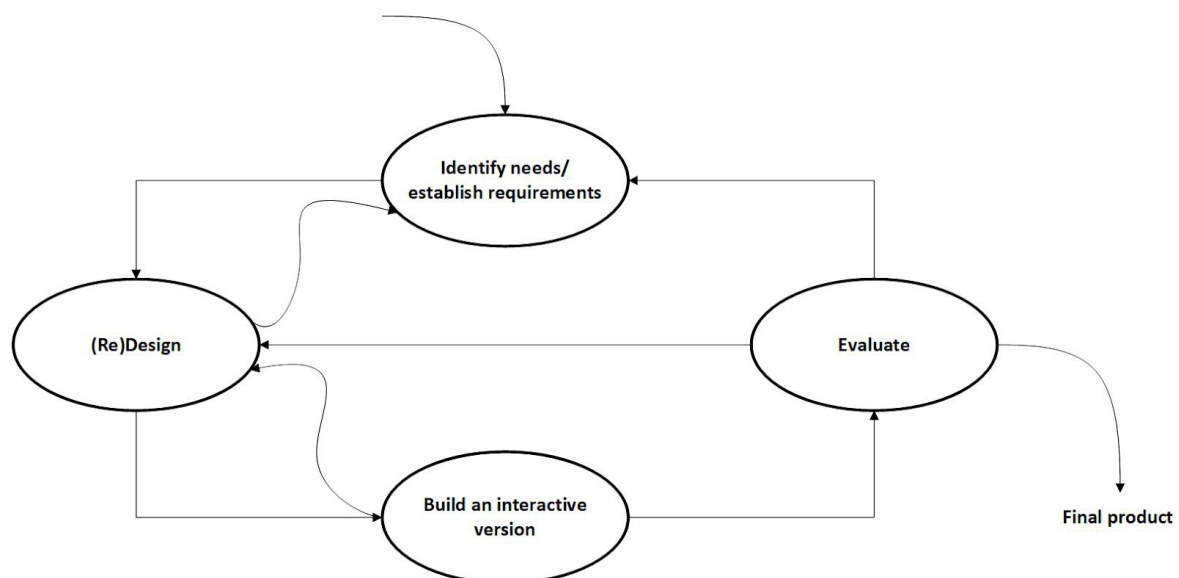 Identify needs/
establish requirements
(Re)Design
Evaluate
Build an interactive
version
Final product